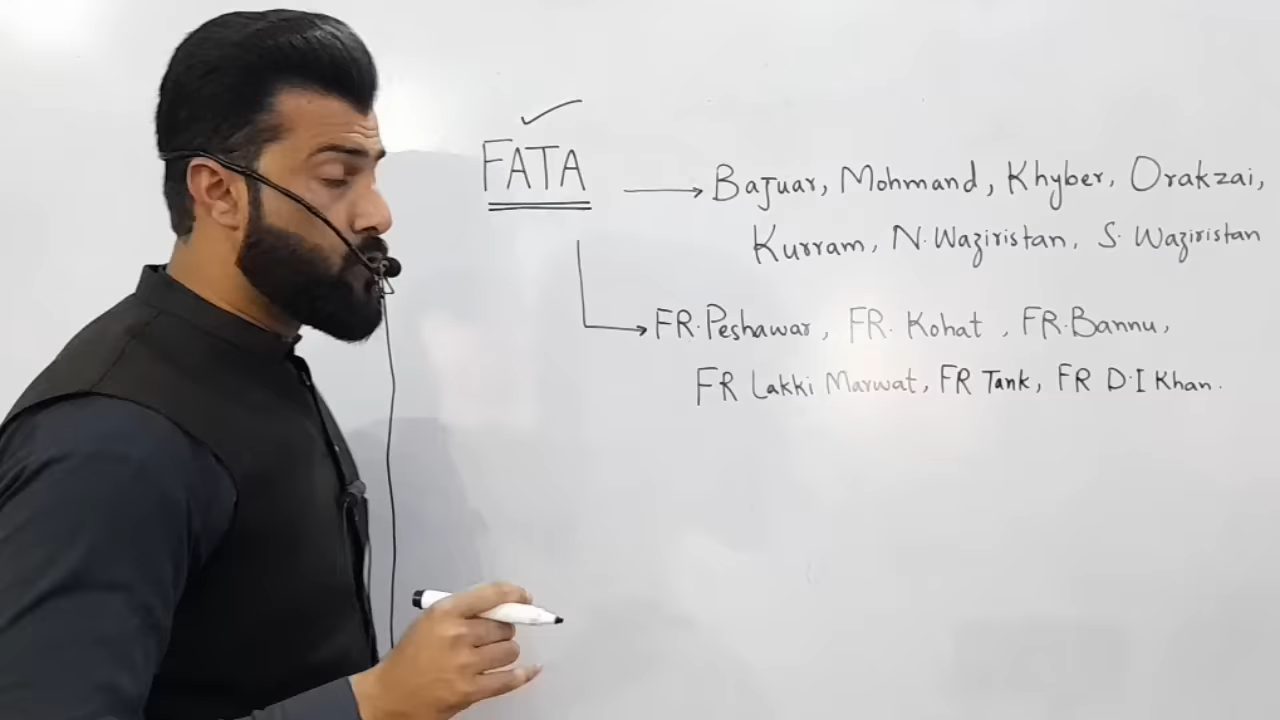 FATA
Bajuar, Mohmand, Khyber, Orakzai,
Kurram, N. Waziristan, S. Waziristan
FR. Peshawar, FR. Kohat, FR. Bannu,
FR Lakki Marwat, FR Tank, FR D.I Khan.